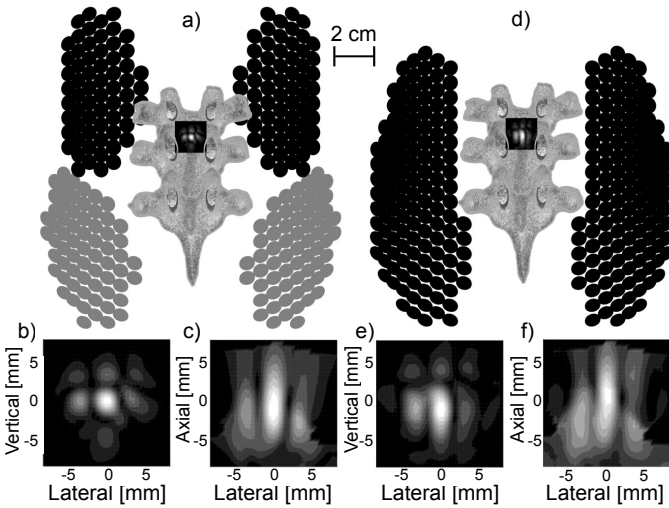 a)
2 cm
d)
b)
Vertical [mm]
5
0
-5
-5 0 5
Lateral [mm]
c)
Axial [mm]
5
0
-5
-5 0 5
Lateral [mm]
e)
Vertical [mm]
5
0
-5
-5 0 5
Lateral [mm]
f)
Axial [mm]
5
0
-5
-5 0 5
Lateral [mm]